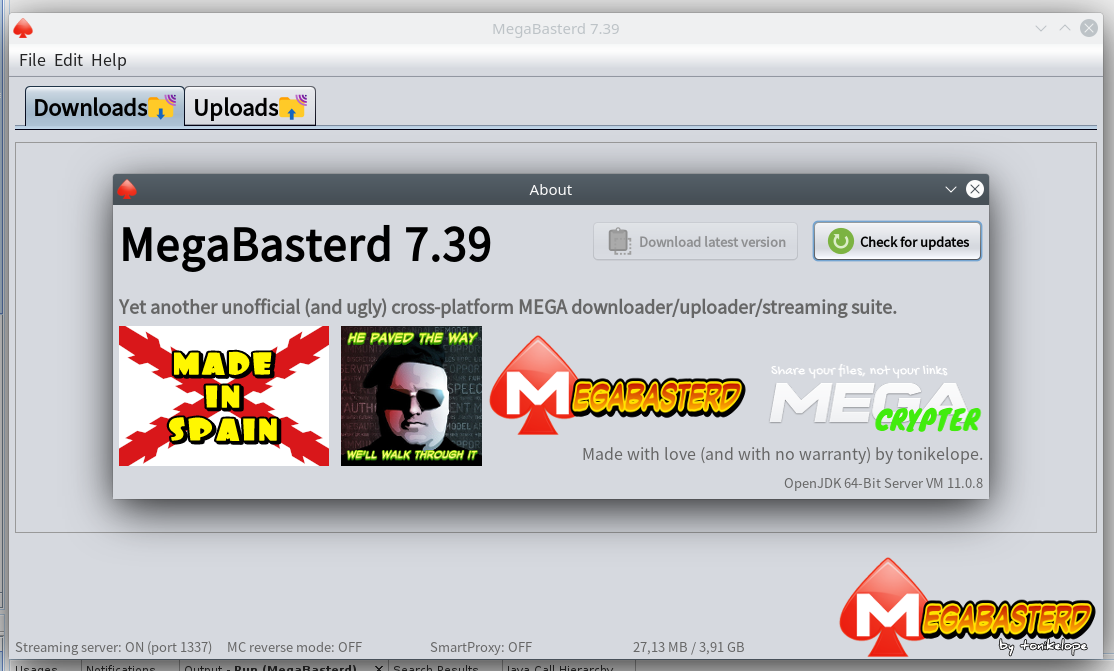 MegaBasterd 7.39
File Edit Help
Downloads Uploads
About
MegaBasterd 7.39
Download latest version
Check for updates
Yet another unofficial (and ugly) cross-platform MEGA downloader/uploader/streaming suite.
MADE
IN
SPAIN
HE PAVED THE WAY
WE'LL WALK THROUGH IT
MEGABASTERD
Share your files, not your links
MEGA
CRYPTER
Made with love (and with no warranty) by tonikelope.
OpenJDK 64-Bit Server VM 11.0.8
MEGABASTERD
by tonikelope
Streaming server: ON (port 1337) MC reverse mode: OFF SmartProxy: OFF 27,13 MB / 3,91 GB
Usages Notifications Output - Run (MegaBasterd) Search Results Java Call Hierarchy